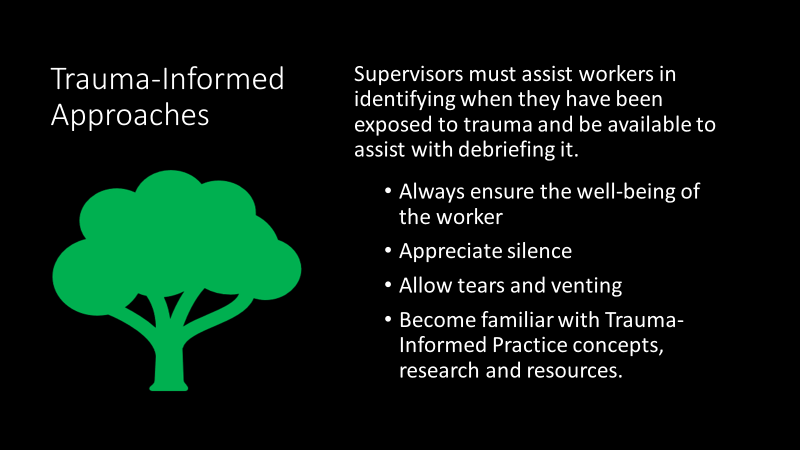 Trauma-Informed
Approaches
Supervisors must assist workers in
identifying when they have been
exposed to trauma and be available to
assist with debriefing it.
• Always ensure the well-being of
the worker
• Appreciate silence
• Allow tears and venting
• Become familiar with Trauma-
Informed Practice concepts,
research and resources.